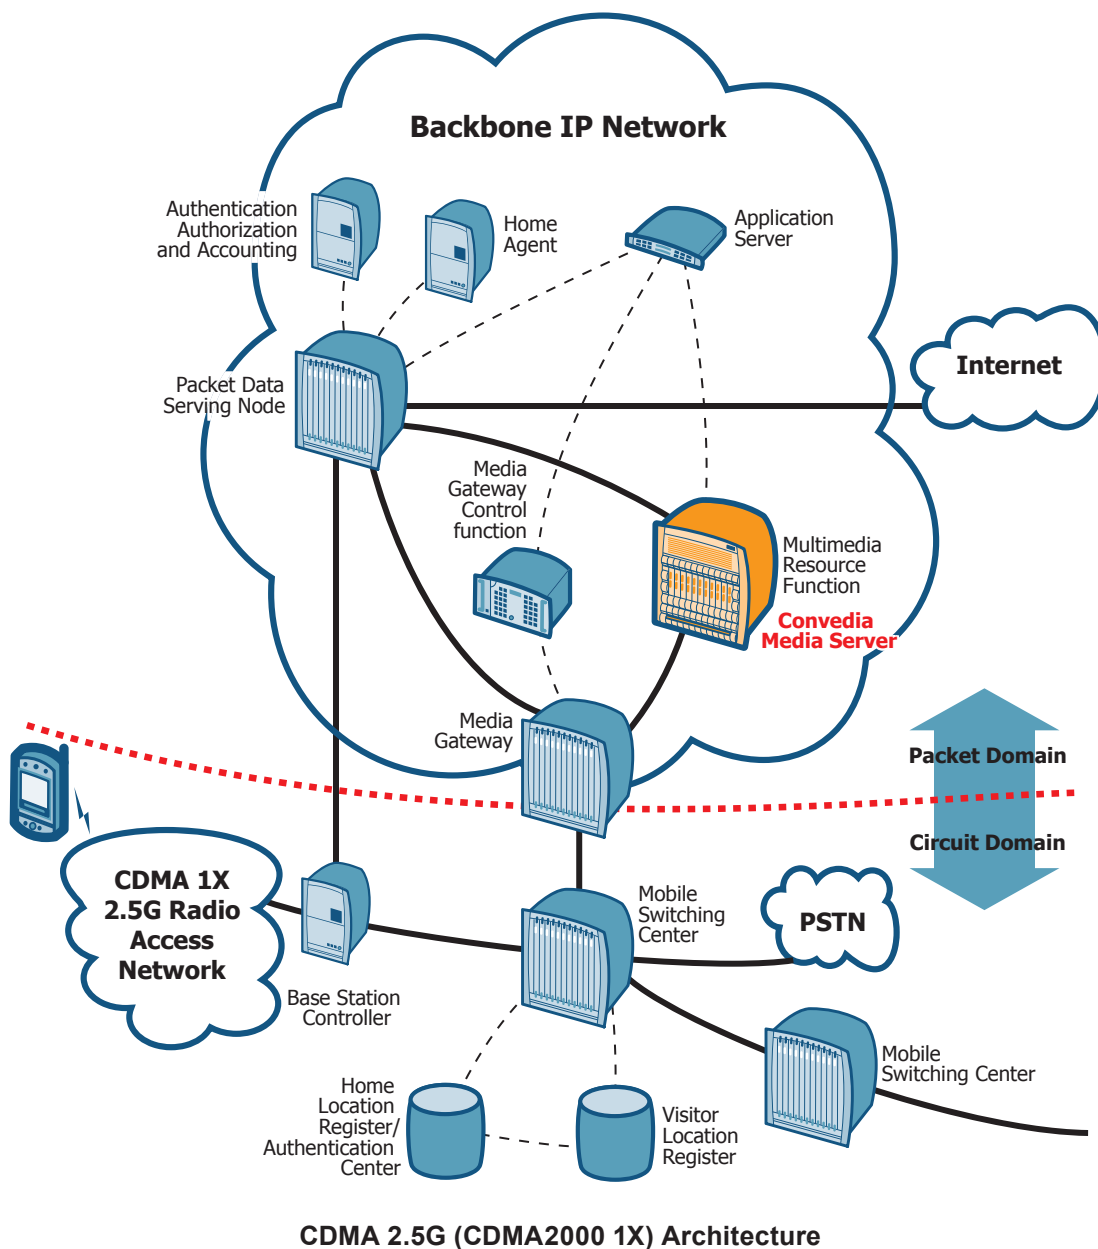 Backbone IP Network
Authentication
Authorization
and Accounting
Home
Agent
Application
Server
Internet
Packet Data
Serving Node
Media
Gateway
Control
function
Multimedia
Resource
Function
Convedia
Media Server
Media
Gateway
Packet Domain
Circuit Domain
CDMA 1X
2.5G Radio
Access
Network
Mobile
Switching
Center
PSTN
Base Station
Controller
Mobile
Switching Center
Home
Location
Register/
Authentication
Center
Visitor
Location
Register
CDMA 2.5G (CDMA2000 1X) Architecture